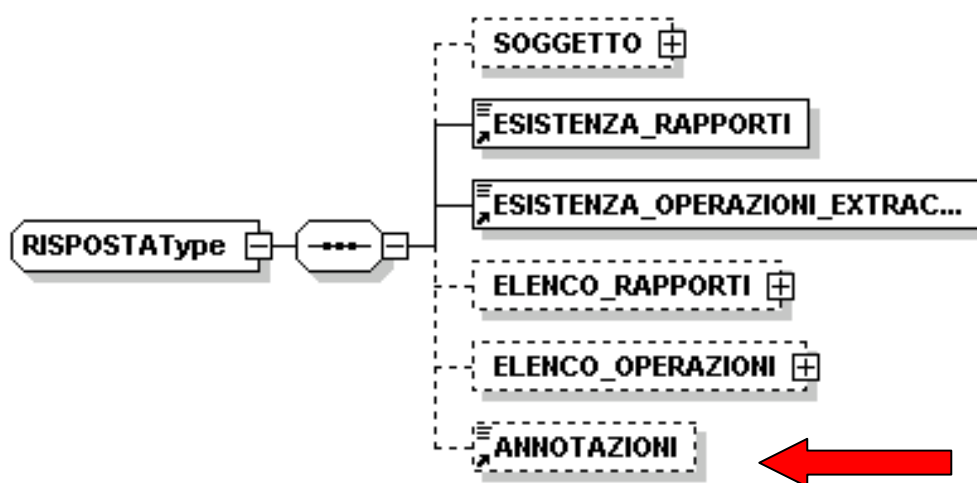 SOGGETTO
ESISTENZA_RAPPORTI
ESISTENZA_OPERAZIONI_EXTRAC...
RISPOSTAType
ELENCO_RAPPORTI
ELENCO_OPERAZIONI
ANNOTAZIONI